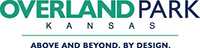 OVERLAND PARK
KANSAS
ABOVE AND BEYOND. BY DESIGN.